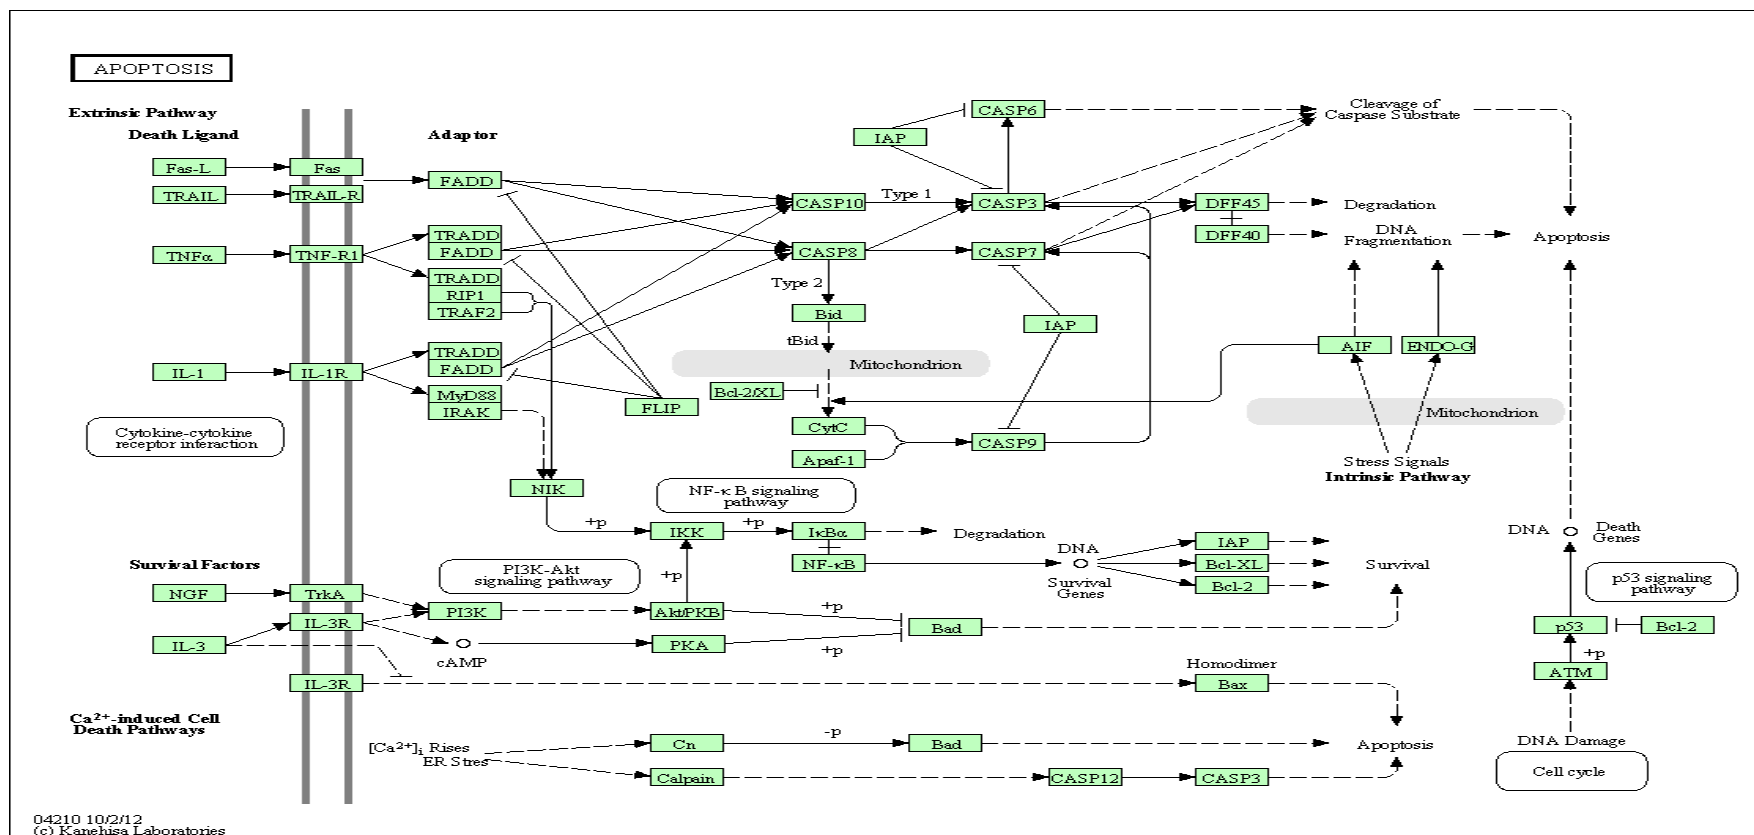 APOPTOSIS
Extrinsic Pathway
Death Ligand
Adaptor
Fas-L
Fas
TRAIL
TRAIL-R
FADD
TNFα
TNF-R1
TRADD
FADD
TRADD
RIP1
TRAF2
IL-1
IL-1R
TRADD
FADD
MyD88
IRAK
FLIP
Cytokine-cytokine
receptor interaction
NIK
IAP
CASP6
Cleavage of
Caspase Substrate
CASP10
Type 1
CASP3
DFF45
Degradation
CASP8
CASP7
DFF40
DNA
Fragmentation
Apoptosis
Type 2
Bid
tBid
Mitochondrion
IAP
Bcl-2/XL
CytC
Apaf-1
CASP9
AIF
ENDO-G
Mitochondrion
Stress Signals
Intrinsic Pathway
NF-κB signaling
pathway
+p
IKK
+p
IκBα
Degradation
NF-κB
DNA
Survival
Genes
IAP
Bcl-XL
Bcl-2
Survival
DNA
Death
Genes
Survival Factors
PI3K-Akt
signaling pathway
+p
NGF
TrkA
PI3K
Akt/PKB
+p
IL-3
IL-3R
cAMP
PKA
+p
Bad
p53 signaling
pathway
p53
Bcl-2
+p
ATM
IL-3R
Homodimer
Bax
Ca²⁺-induced Cell
Death Pathways
[Ca²⁺]i Rises
ER Stres
Cn
-p
Bad
Apoptosis
Calpain
CASP12
CASP3
DNA Damage
Cell cycle
04210 10/2/12
(c) Kanehisa Laboratories